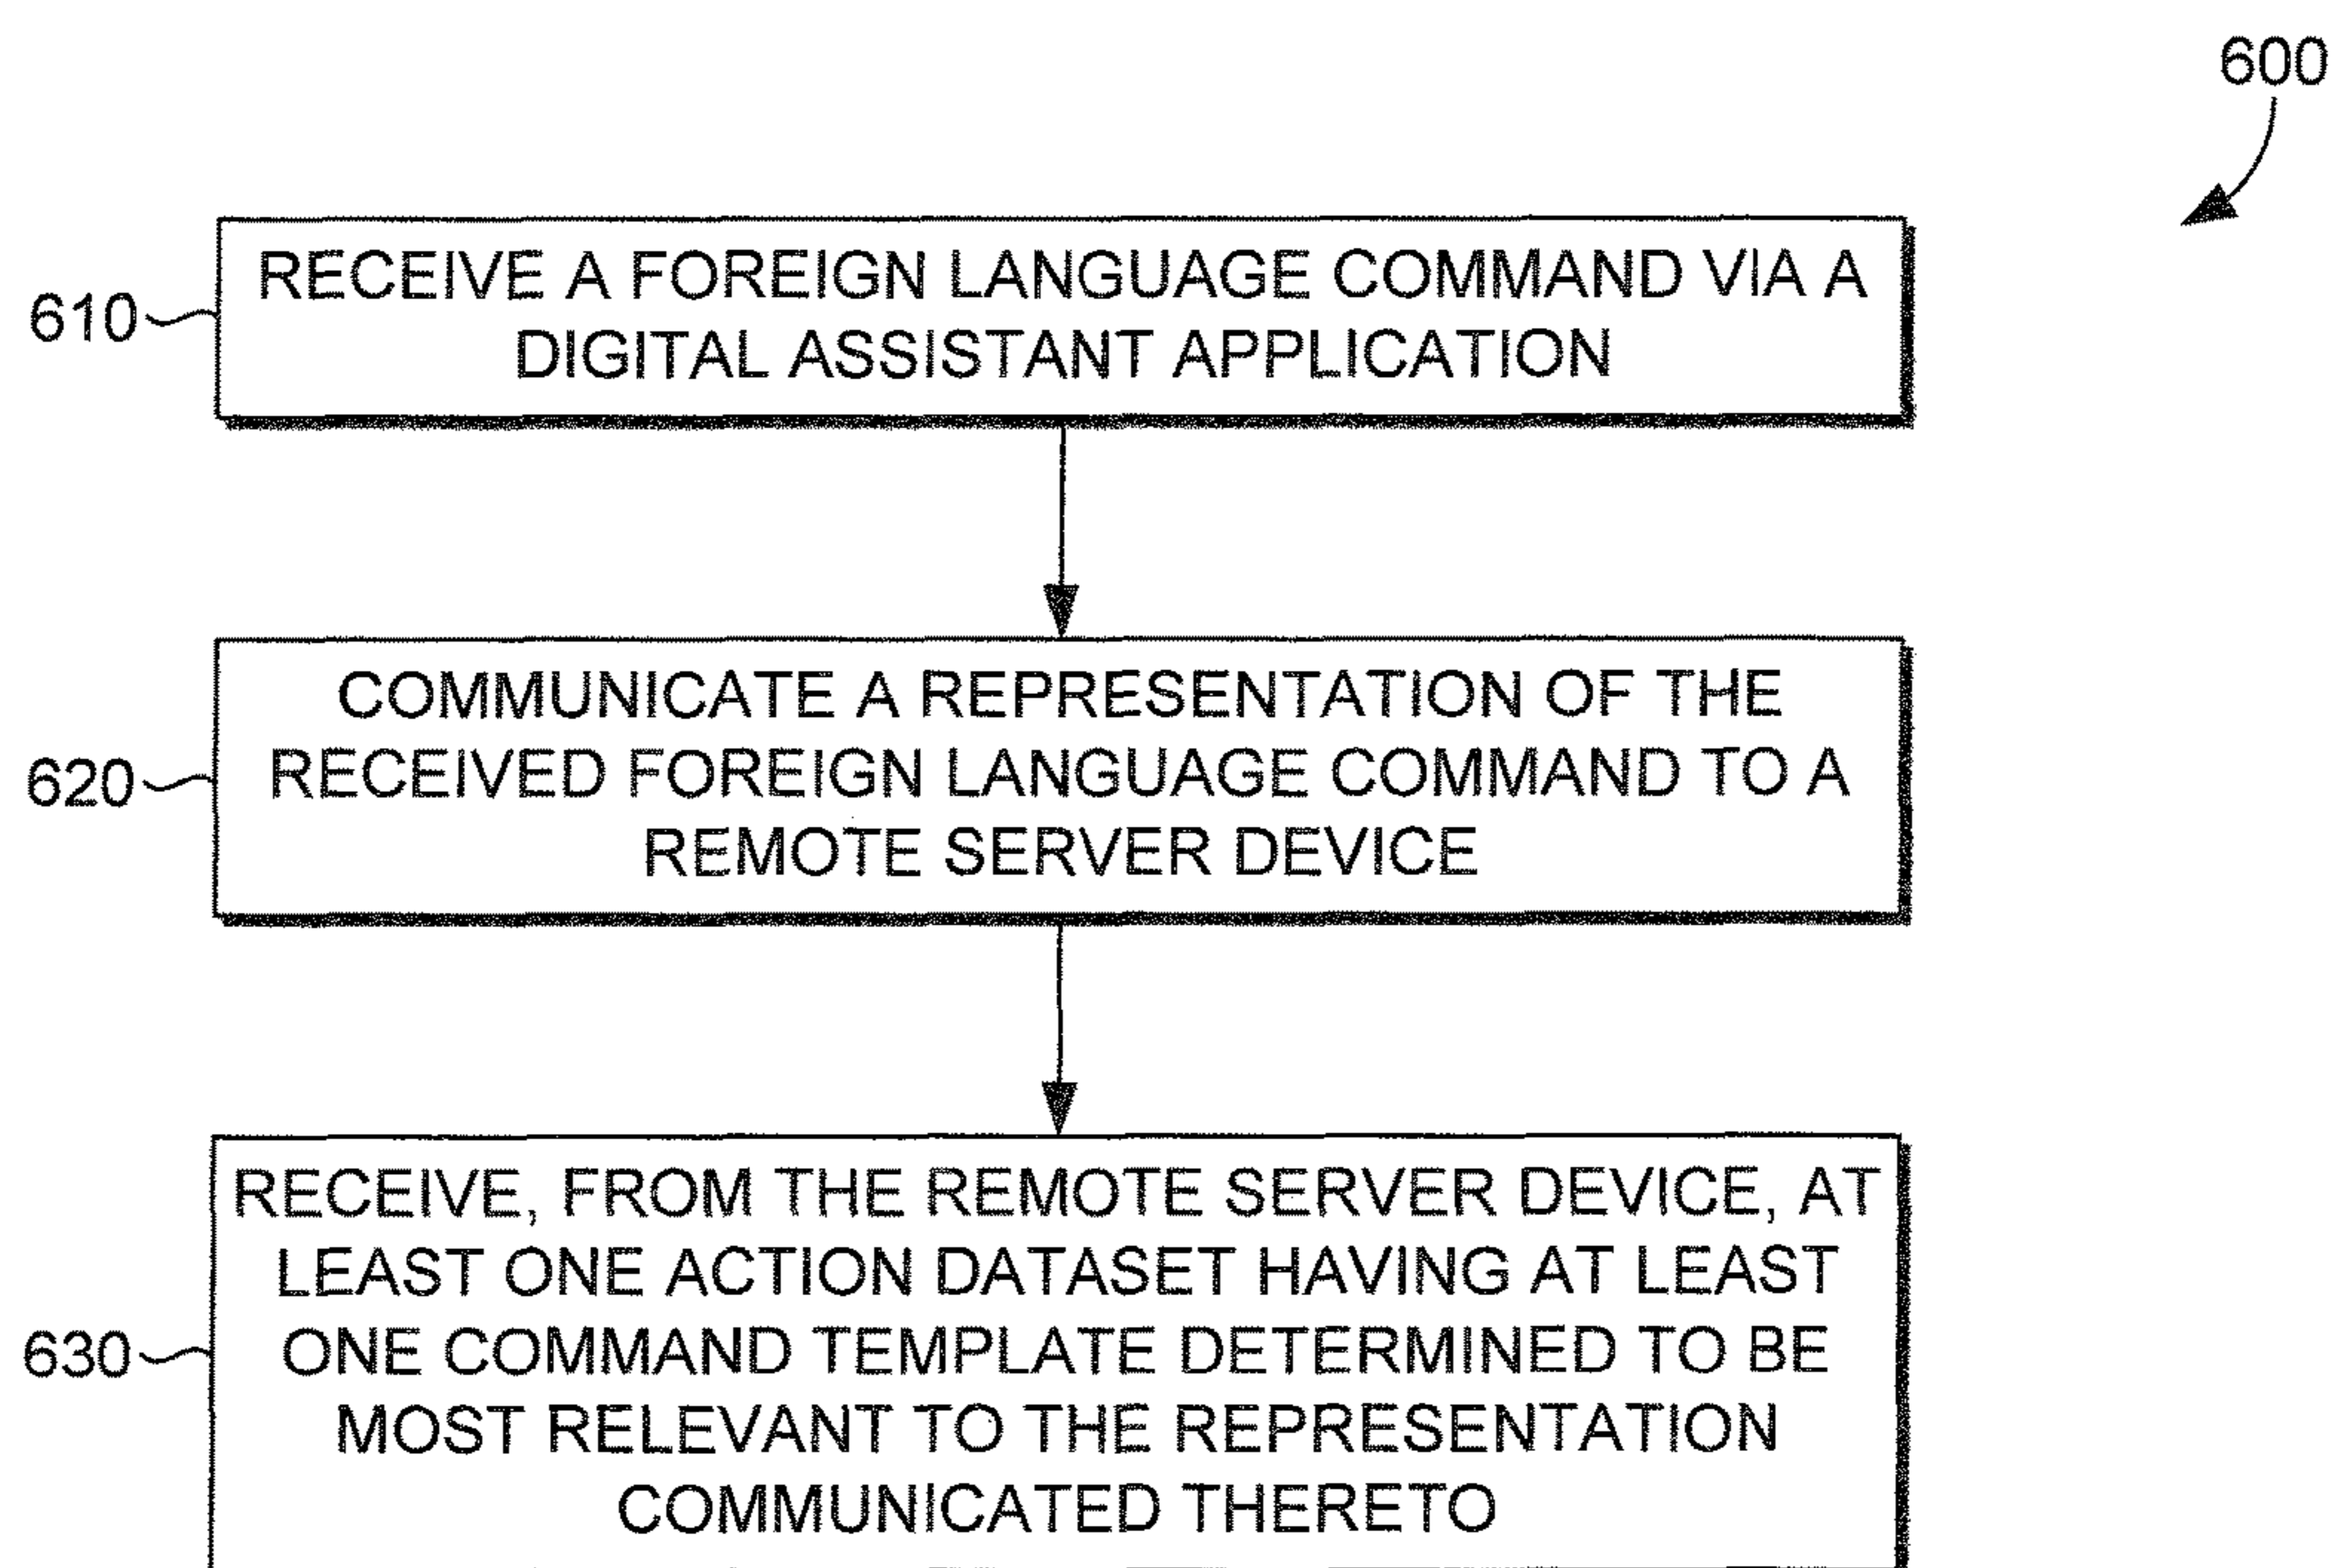 600
610
RECEIVE A FOREIGN LANGUAGE COMMAND VIA A
DIGITAL ASSISTANT APPLICATION
620
COMMUNICATE A REPRESENTATION OF THE
RECEIVED FOREIGN LANGUAGE COMMAND TO A
REMOTE SERVER DEVICE
630
RECEIVE, FROM THE REMOTE SERVER DEVICE, AT
LEAST ONE ACTION DATASET HAVING AT LEAST
ONE COMMAND TEMPLATE DETERMINED TO BE
MOST RELEVANT TO THE REPRESENTATION
COMMUNICATED THERETO